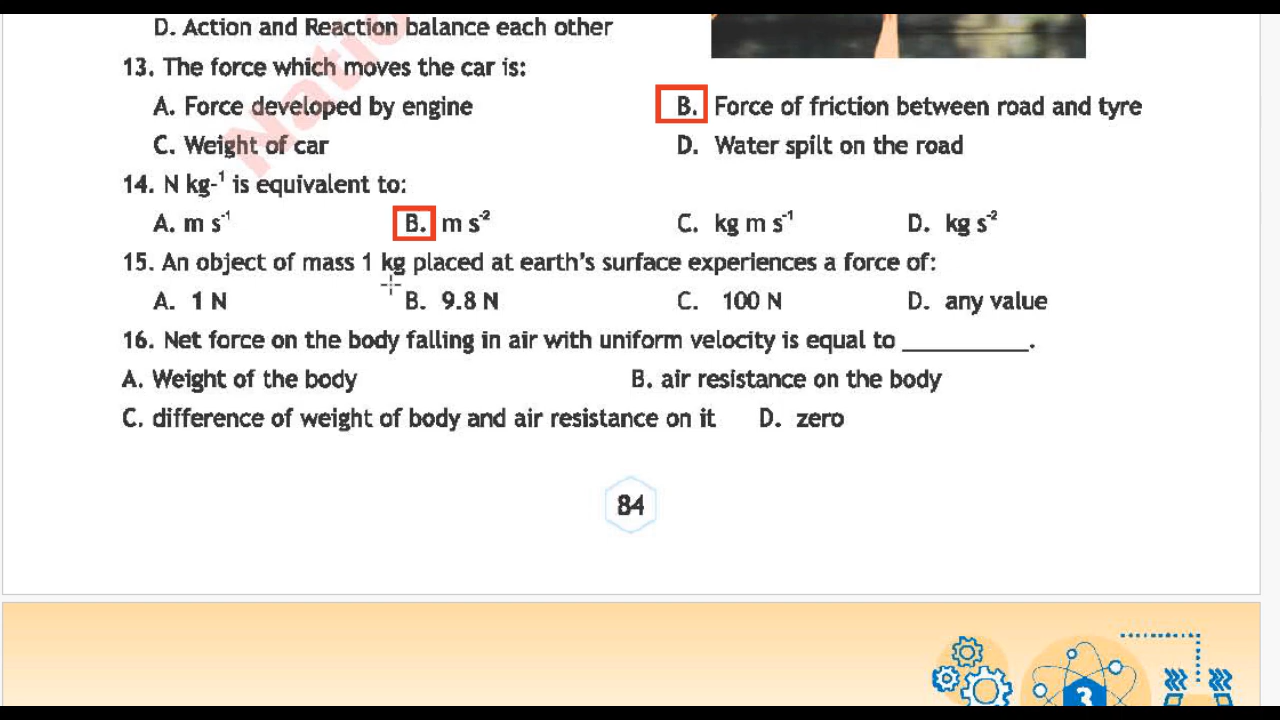 D. Action and Reaction balance each other
13. The force which moves the car is:
A. Force developed by engine B. Force of friction between road and tyre
C. Weight of car D. Water spilt on the road
14. N kg-¹ is equivalent to:
A. m s⁻¹ B. m s⁻² C. kg m s⁻¹ D. kg s⁻²
15. An object of mass 1 kg placed at earth's surface experiences a force of:
A. 1 N B. 9.8 N C. 100 N D. any value
16. Net force on the body falling in air with uniform velocity is equal to __________.
A. Weight of the body B. air resistance on the body
C. difference of weight of body and air resistance on it D. zero
84
3